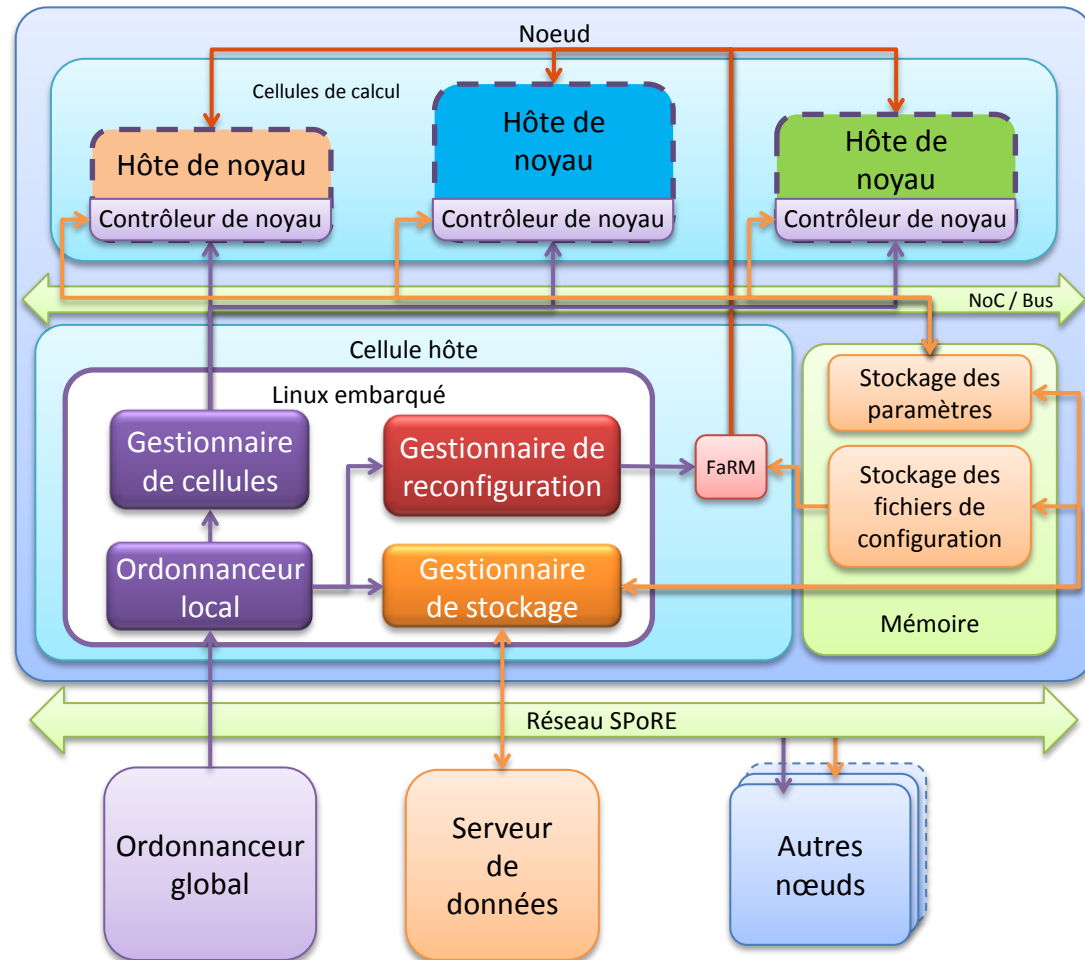 Noeud
Cellules de calcul
Hôte de noyau
Contrôleur de noyau
Hôte de
noyau
Contrôleur de noyau
Hôte de
noyau
Contrôleur de noyau
NoC / Bus
Cellule hôte
Linux embarqué
Gestionnaire
de cellules
Gestionnaire de
reconfiguration
FaRM
Ordonnanceur
local
Gestionnaire
de stockage
Stockage des
paramètres
Stockage des
fichiers de
configuration
Mémoire
Réseau SPoRE
Ordonnanceur
global
Serveur
de
données
Autres
nœuds